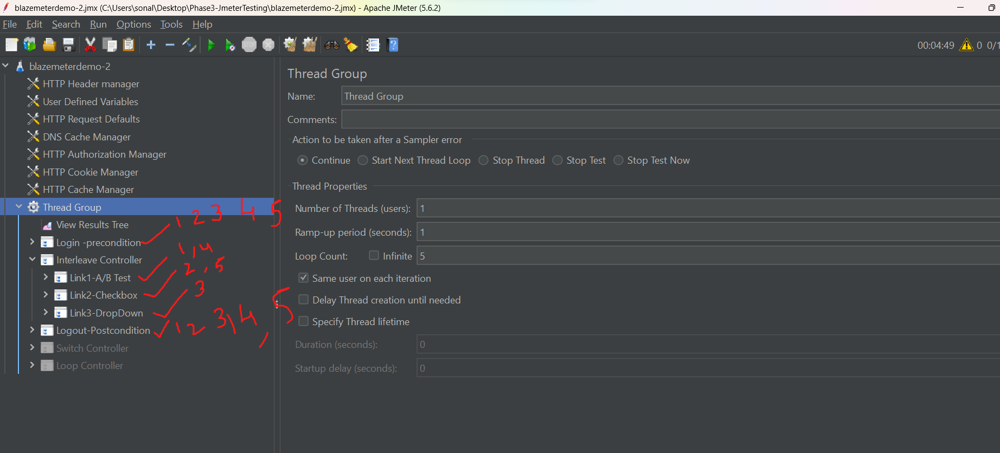 blazemeterdemo-2.jmx (C:\Users\sonal\Desktop\Phase3-JmeterTesting\blazemeterdemo-2.jmx) - Apache JMeter (5.6.2)
File Edit Search Run Options Tools Help
STOP
00:04:49 0 0/1
blazemeterdemo-2
HTTP Header manager
User Defined Variables
HTTP Request Defaults
DNS Cache Manager
HTTP Authorization Manager
HTTP Cookie Manager
HTTP Cache Manager
Thread Group
1 2 3 4 5
View Results Tree
Login -precondition
1,4
Interleave Controller
2,5
Link1-A/B Test
3
Link2-Checkbox
Link3-DropDown
1 2 3,4, 5
Logout-Postcondition
Switch Controller
Loop Controller
Thread Group
Name: Thread Group
Comments:
Action to be taken after a Sampler error
Continue Start Next Thread Loop Stop Thread Stop Test Stop Test Now
Thread Properties
Number of Threads (users): 1
Ramp-up period (seconds): 1
Loop Count: Infinite 5
Same user on each iteration
Delay Thread creation until needed
Specify Thread lifetime
Duration (seconds): 0
Startup delay (seconds): 0